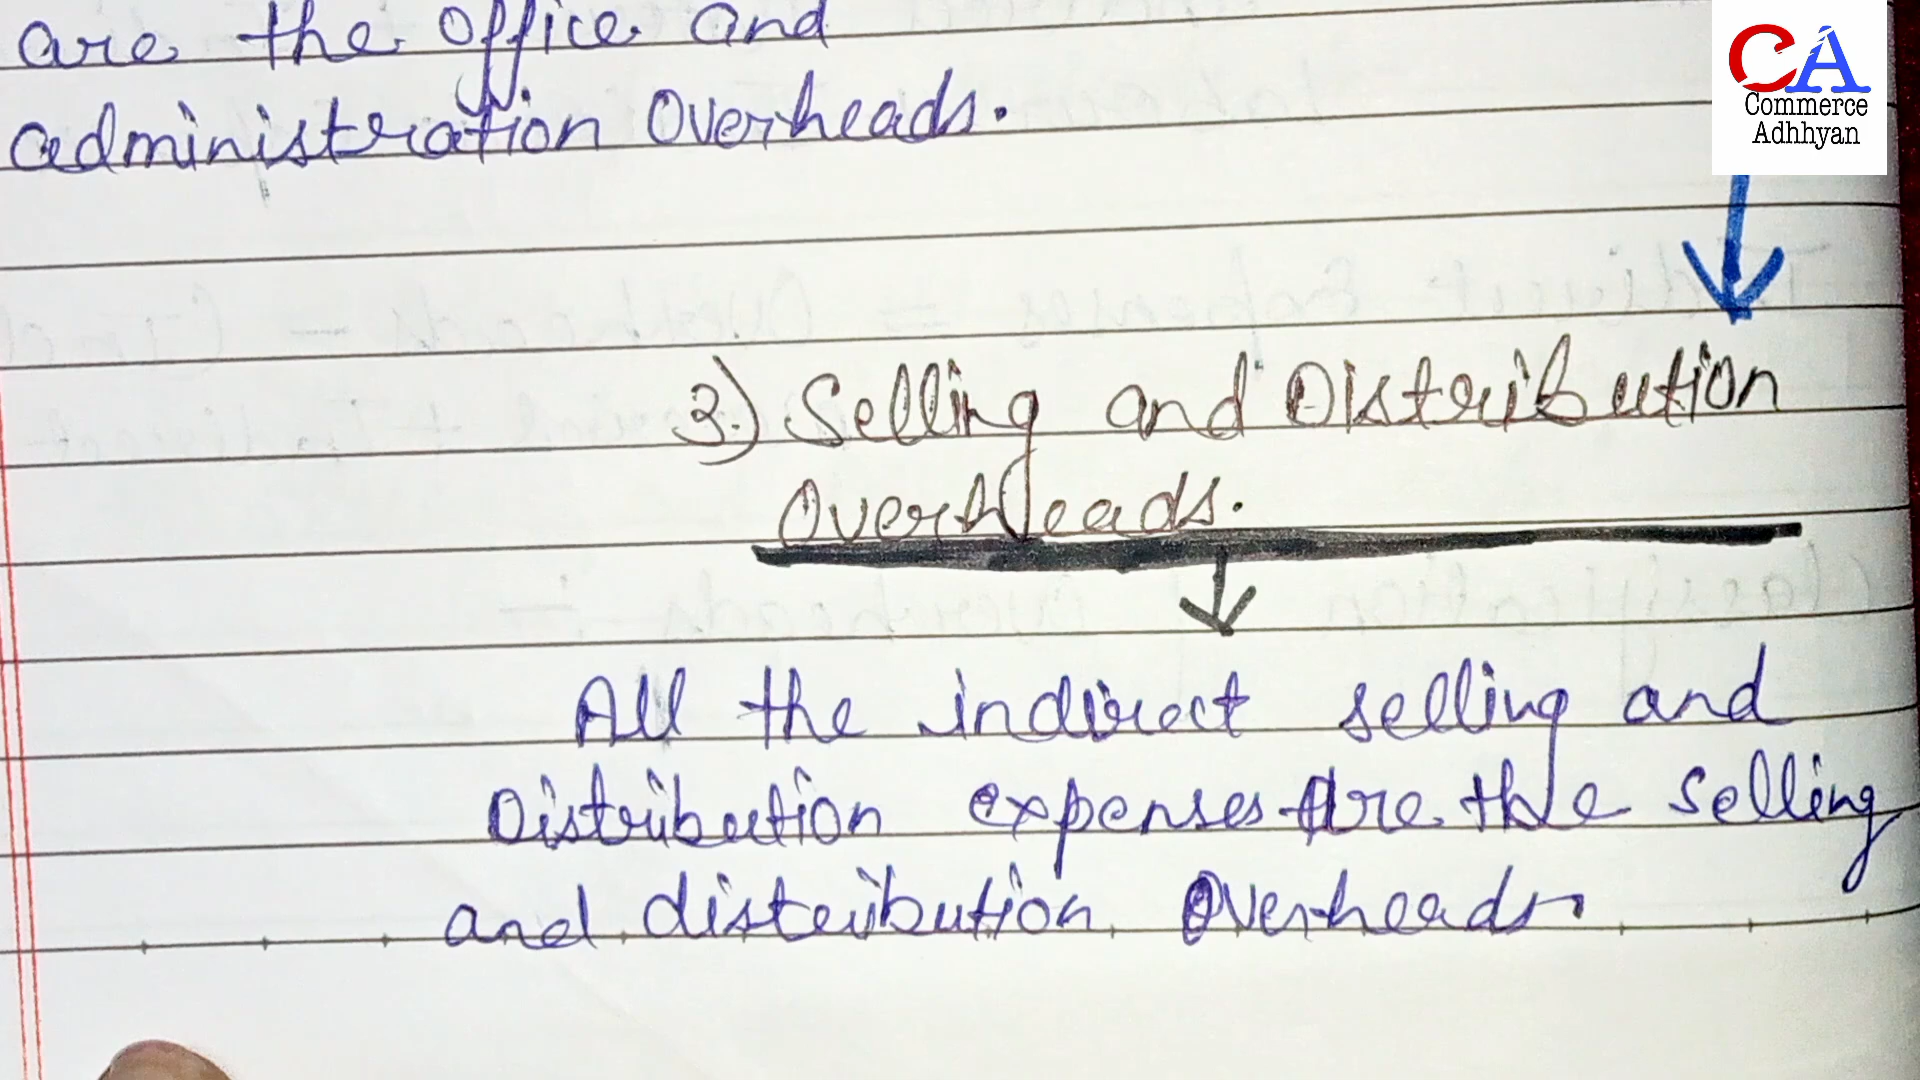 are the office and
administration Overheads.
CA
Commerce
Adhhyan
3.) Selling and Distribution
Overheads.
All the indirect selling and
Distribution expenses are the selling
and distribution Overheads